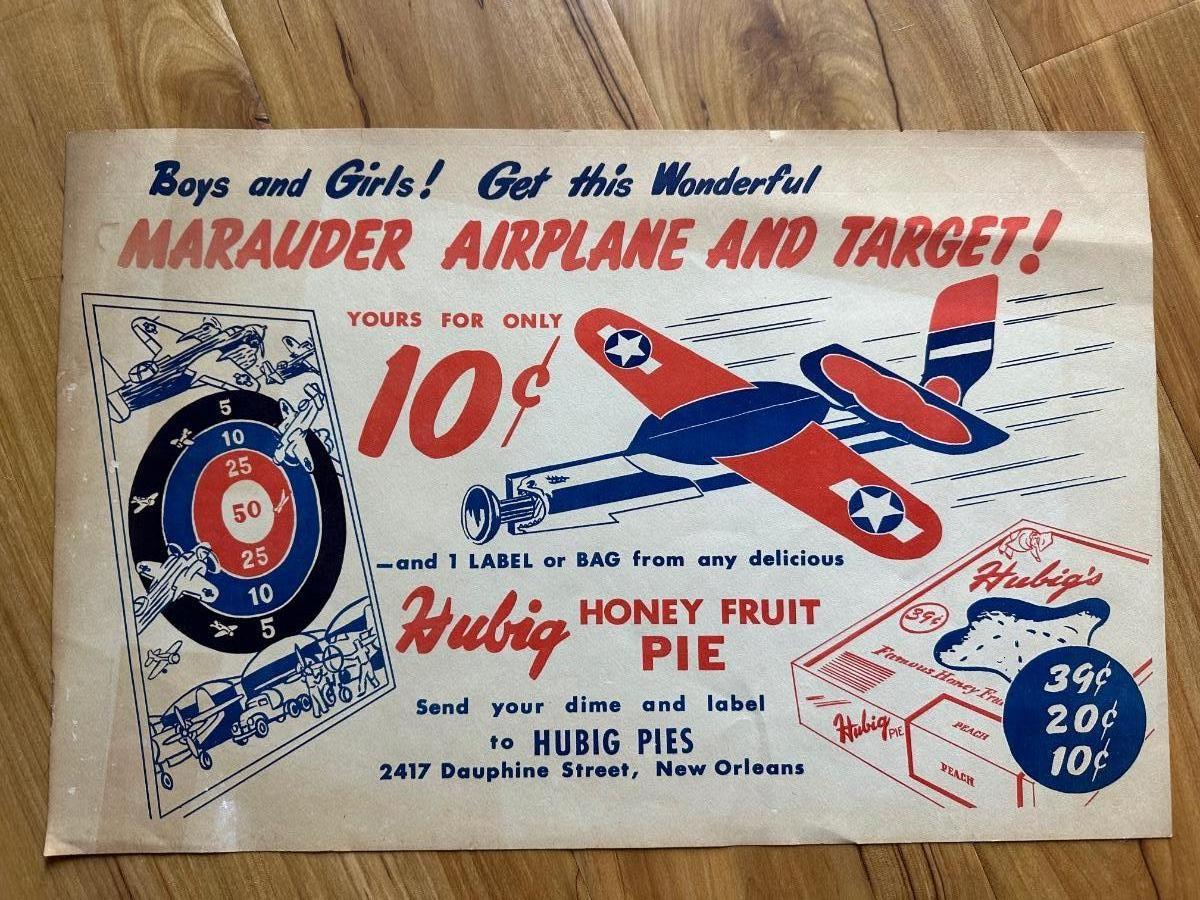 Boys and Girls! Get this Wonderful
MARAUDER AIRPLANE AND TARGET!
YOURS FOR ONLY
10¢
5
10
25
50
25
10
5
—and 1 LABEL or BAG from any delicious
Hubig HONEY FRUIT
PIE
Send your dime and label
to HUBIG PIES
2417 Dauphine Street, New Orleans
Hubig's
39¢
Famous Honey
Hubig PIE
PEACH
PEACH
39¢
20¢
10¢